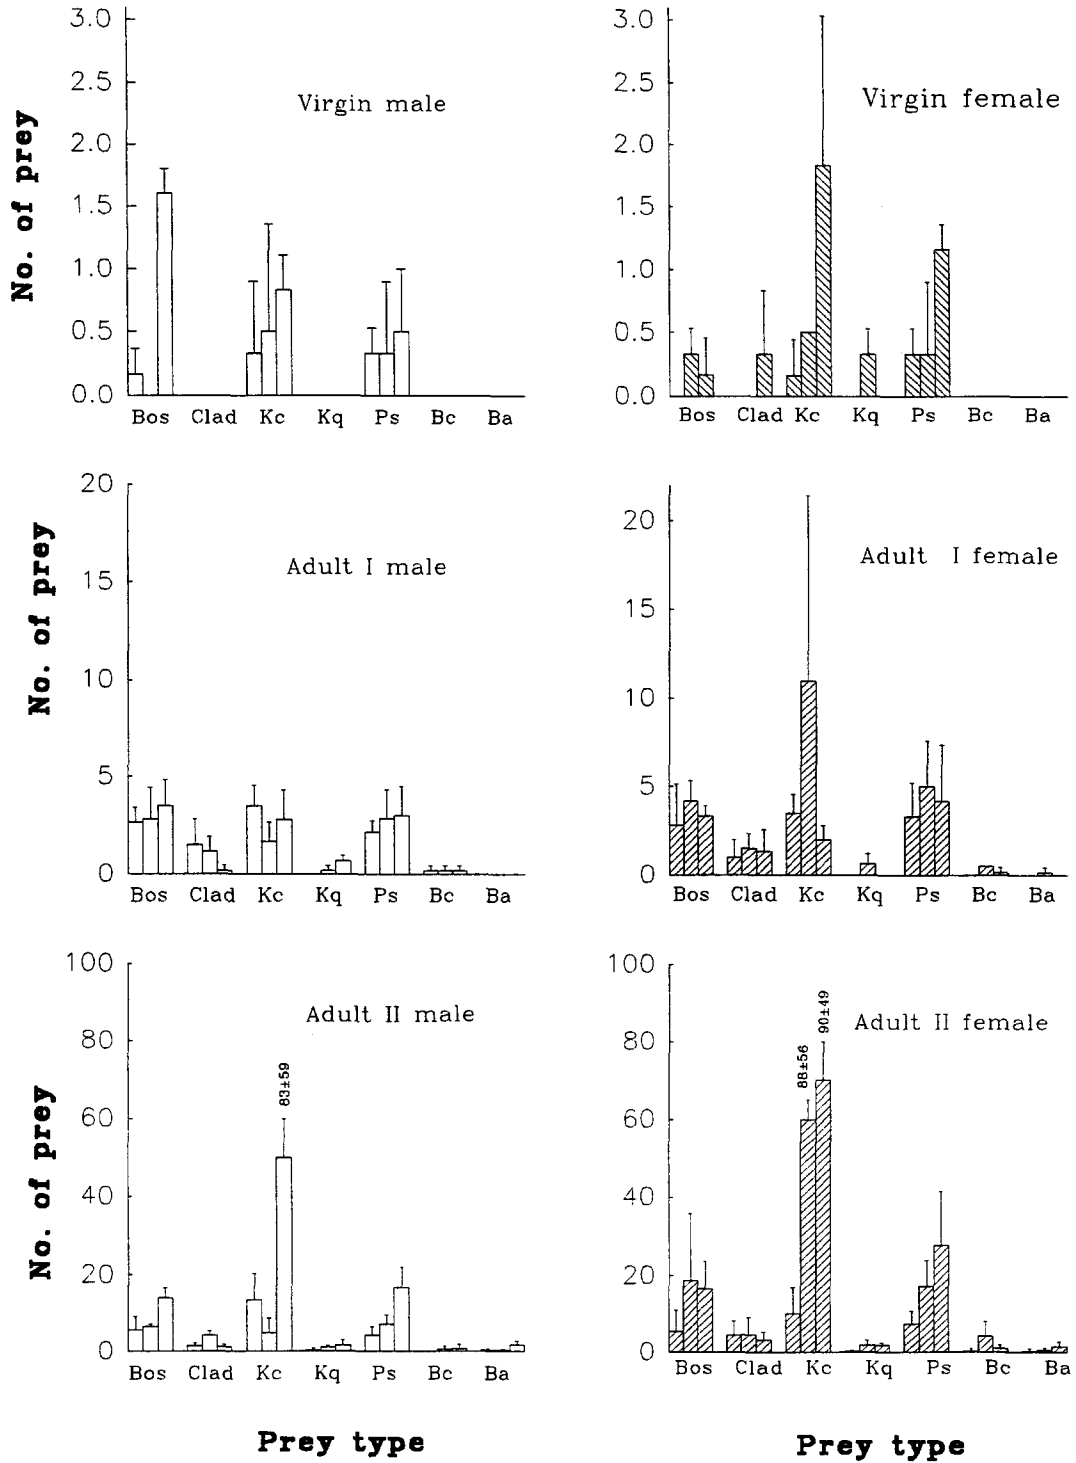 No. of prey
3.0
2.5
2.0
1.5
1.0
0.5
0.0
Virgin male
Bos Clad Kc Kq Ps Bc Ba
3.0
2.5
2.0
1.5
1.0
0.5
0.0
Virgin female
Bos Clad Kc Kq Ps Bc Ba
No. of prey
20
15
10
5
0
Adult I male
Bos Clad Kc Kq Ps Bc Ba
20
15
10
5
0
Adult I female
Bos Clad Kc Kq Ps Bc Ba
No. of prey
100
80
60
40
20
0
Adult II male
83±59
Bos Clad Kc Kq Ps Bc Ba
Prey type
100
80
60
40
20
0
Adult II female
88±56
90±49
Bos Clad Kc Kq Ps Bc Ba
Prey type